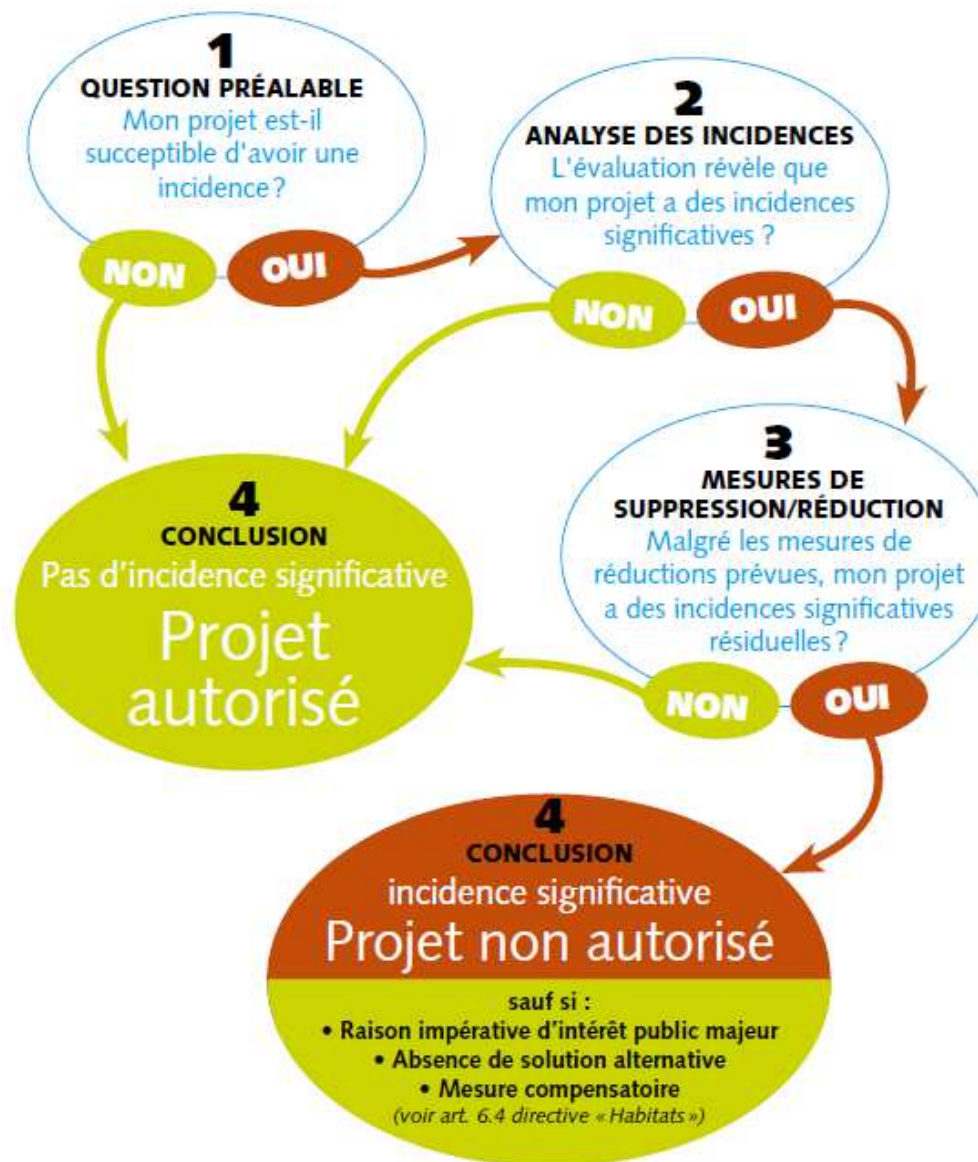 1
QUESTION PRÉALABLE
Mon projet est-il
succeptible d'avoir une
incidence ?
NON
OUI
2
ANALYSE DES INCIDENCES
L'évaluation révèle que
mon projet a des incidences
significatives ?
NON
OUI
3
MESURES DE
SUPPRESSION/RÉDUCTION
Malgré les mesures de
réductions prévues, mon projet
a des incidences significatives
résiduelles ?
NON
OUI
4
CONCLUSION
Pas d'incidence significative
Projet
autorisé
4
CONCLUSION
incidence significative
Projet non autorisé
sauf si :
• Raison impérative d'intérêt public majeur
• Absence de solution alternative
• Mesure compensatoire
(voir art. 6.4 directive « Habitats »)